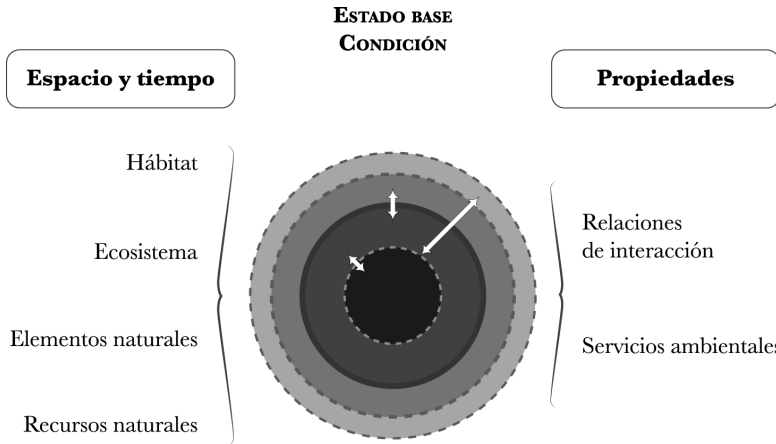 ESTADO BASE
CONDICIÓN
Espacio y tiempo
Propiedades
Hábitat
Ecosistema
Elementos naturales
Recursos naturales
Relaciones
de interacción
Servicios ambientales